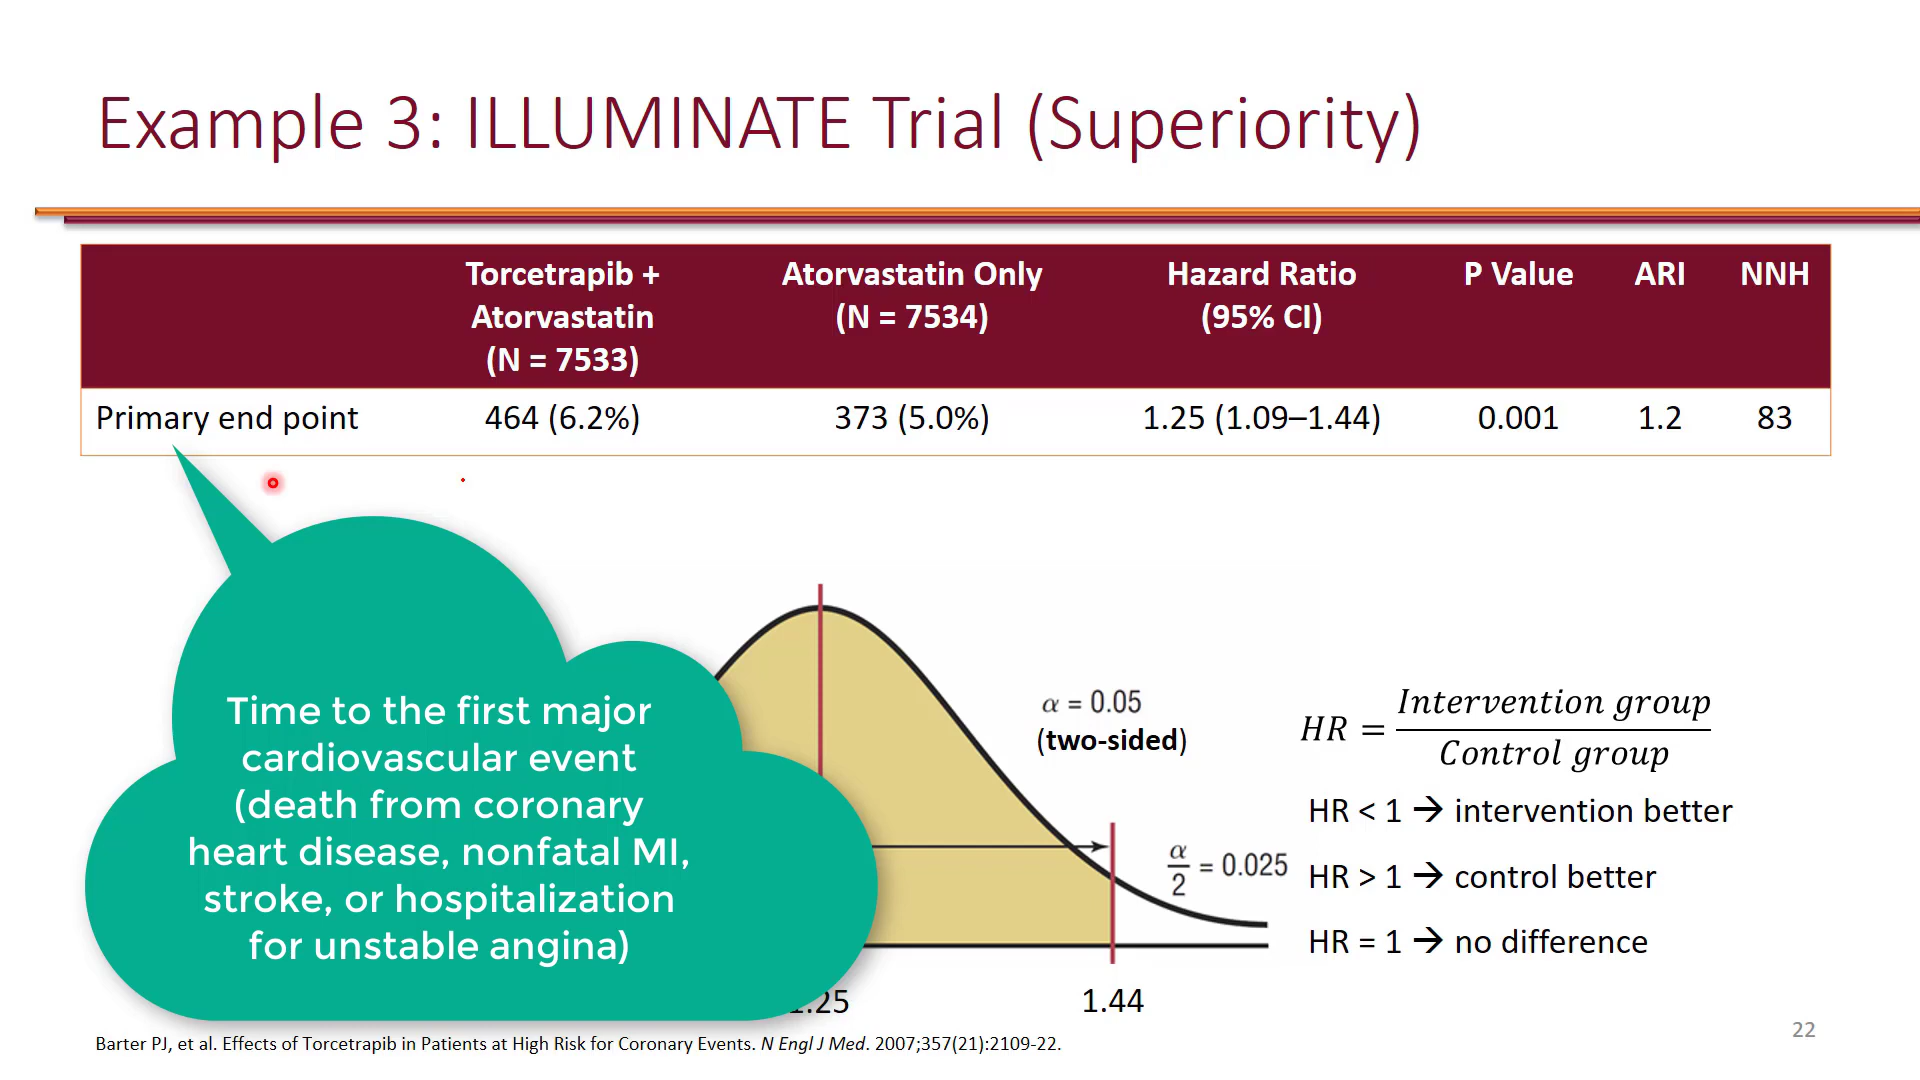 Example 3: ILLUMINATE Trial (Superiority)
Torcetrapib +
Atorvastatin
(N = 7533)
Atorvastatin Only
(N = 7534)
Hazard Ratio
(95% CI)
P Value
ARI
NNH
Primary end point
464 (6.2%)
373 (5.0%)
1.25 (1.09–1.44)
0.001
1.2
83
Time to the first major
cardiovascular event
(death from coronary
heart disease, nonfatal MI,
stroke, or hospitalization
for unstable angina)
α = 0.05
(two-sided)
α/2 = 0.025
HR = Intervention group / Control group
HR < 1 → intervention better
HR > 1 → control better
HR = 1 → no difference
1.25
1.44
Barter PJ, et al. Effects of Torcetrapib in Patients at High Risk for Coronary Events. N Engl J Med. 2007;357(21):2109-22.
22